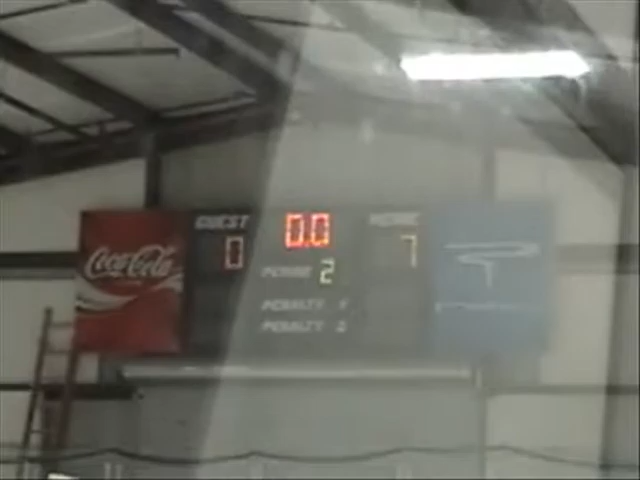 Coca-Cola
GUEST
0
0.0
HOME
7
PERIOD 2
PENALTY
PENALTY